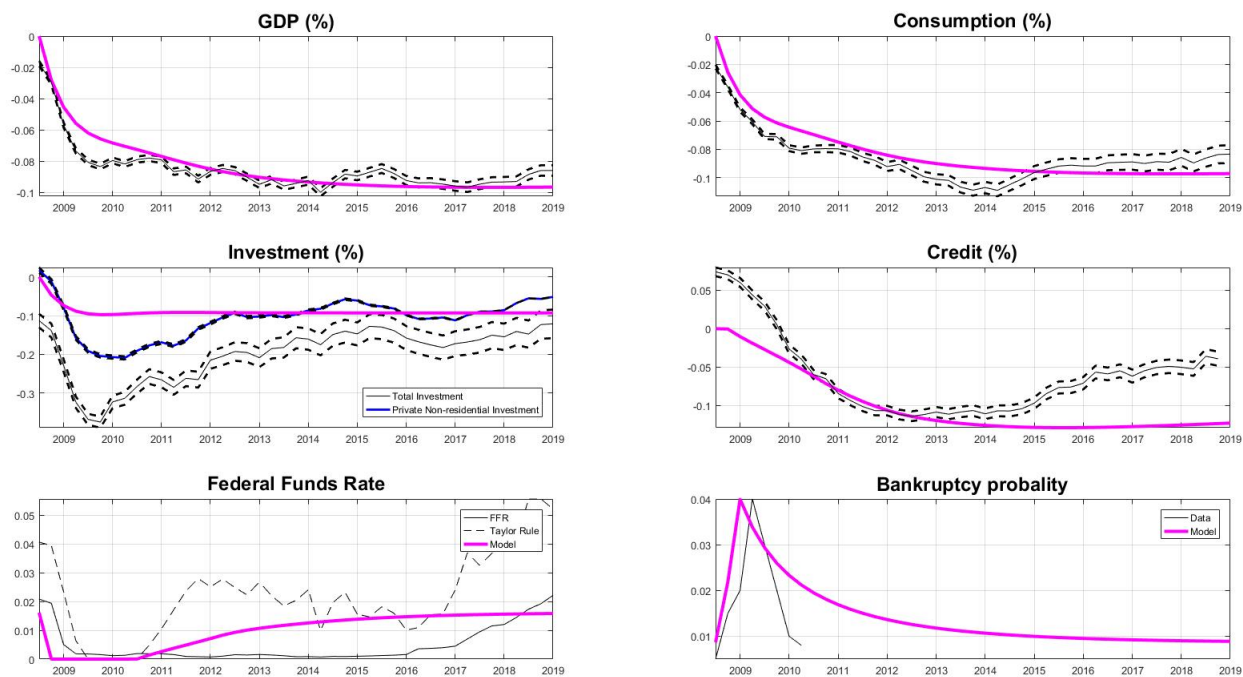 GDP (%)
0
-0.02
-0.04
-0.06
-0.08
-0.1
2009 2010 2011 2012 2013 2014 2015 2016 2017 2018 2019
Consumption (%)
0
-0.02
-0.04
-0.06
-0.08
-0.1
2009 2010 2011 2012 2013 2014 2015 2016 2017 2018 2019
Investment (%)
0
-0.1
-0.2
-0.3
Total Investment
Private Non-residential Investment
2009 2010 2011 2012 2013 2014 2015 2016 2017 2018 2019
Credit (%)
0.05
0
-0.05
-0.1
2009 2010 2011 2012 2013 2014 2015 2016 2017 2018 2019
Federal Funds Rate
0.05
0.04
0.03
0.02
0.01
0
FFR
Taylor Rule
Model
2009 2010 2011 2012 2013 2014 2015 2016 2017 2018 2019
Bankruptcy probality
0.04
0.03
0.02
0.01
Data
Model
2009 2010 2011 2012 2013 2014 2015 2016 2017 2018 2019